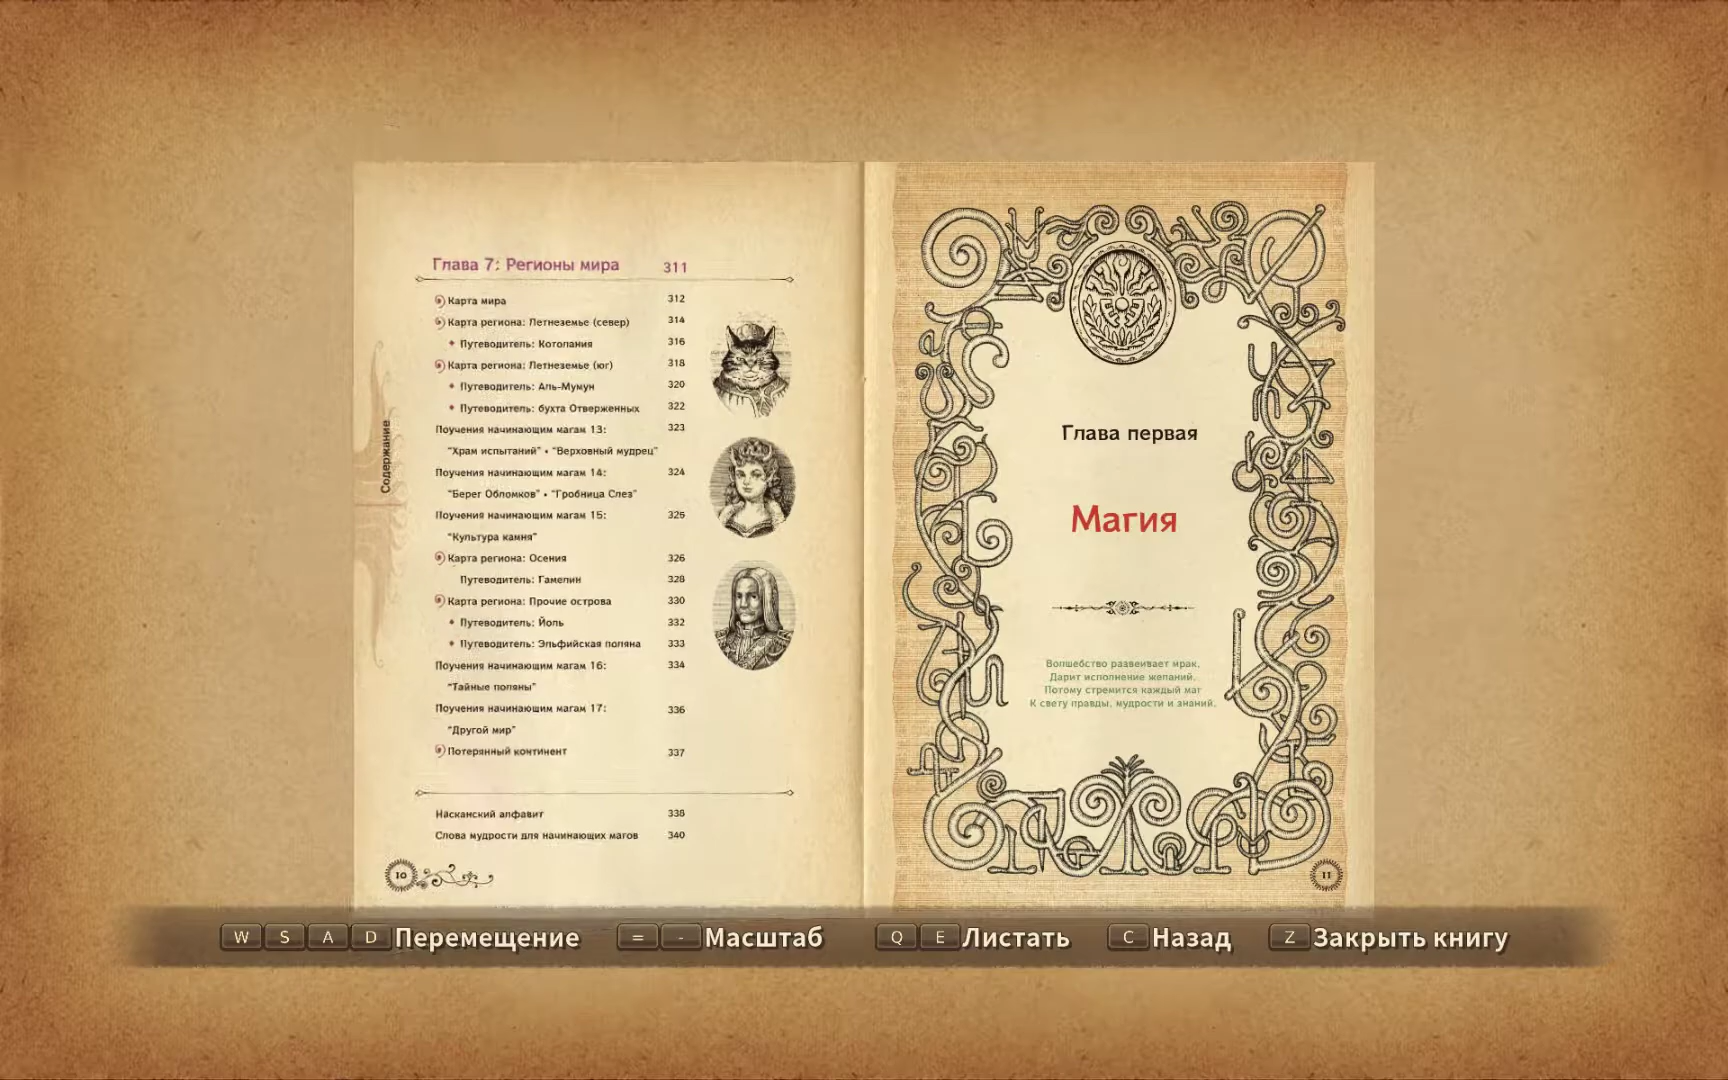 Глава 7: Регионы мира 311
Карта мира 312
Карта региона: Летнеземье (север) 314
Путеводитель: Котопания 316
Карта региона: Летнеземье (юг) 318
Путеводитель: Аль-Мумун 320
Путеводитель: бухта Отверженных 322
Поучения начинающим магам 13: 323
"Храм испытаний" • "Верховный мудрец"
Поучения начинающим магам 14: 324
"Берег Обломков" • "Гробница Слез"
Поучения начинающим магам 15: 325
"Культура камня"
Карта региона: Осения 326
Путеводитель: Гамелин 328
Карта региона: Прочие острова 330
Путеводитель: Йоль 332
Путеводитель: Эльфийская поляна 333
Поучения начинающим магам 16: 334
"Тайные поляны"
Поучения начинающим магам 17: 336
"Другой мир"
Потерянный континент 337
Насканский алфавит 338
Слова мудрости для начинающих магов 340
Содержание
10
Глава первая
Магия
Волшебство развеивает мрак,
Дарит исполнение желаний.
Потому стремится каждый маг
К свету правды, мудрости и знаний.
11
W S A D Перемещение = - Масштаб Q E Листать C Назад Z Закрыть книгу